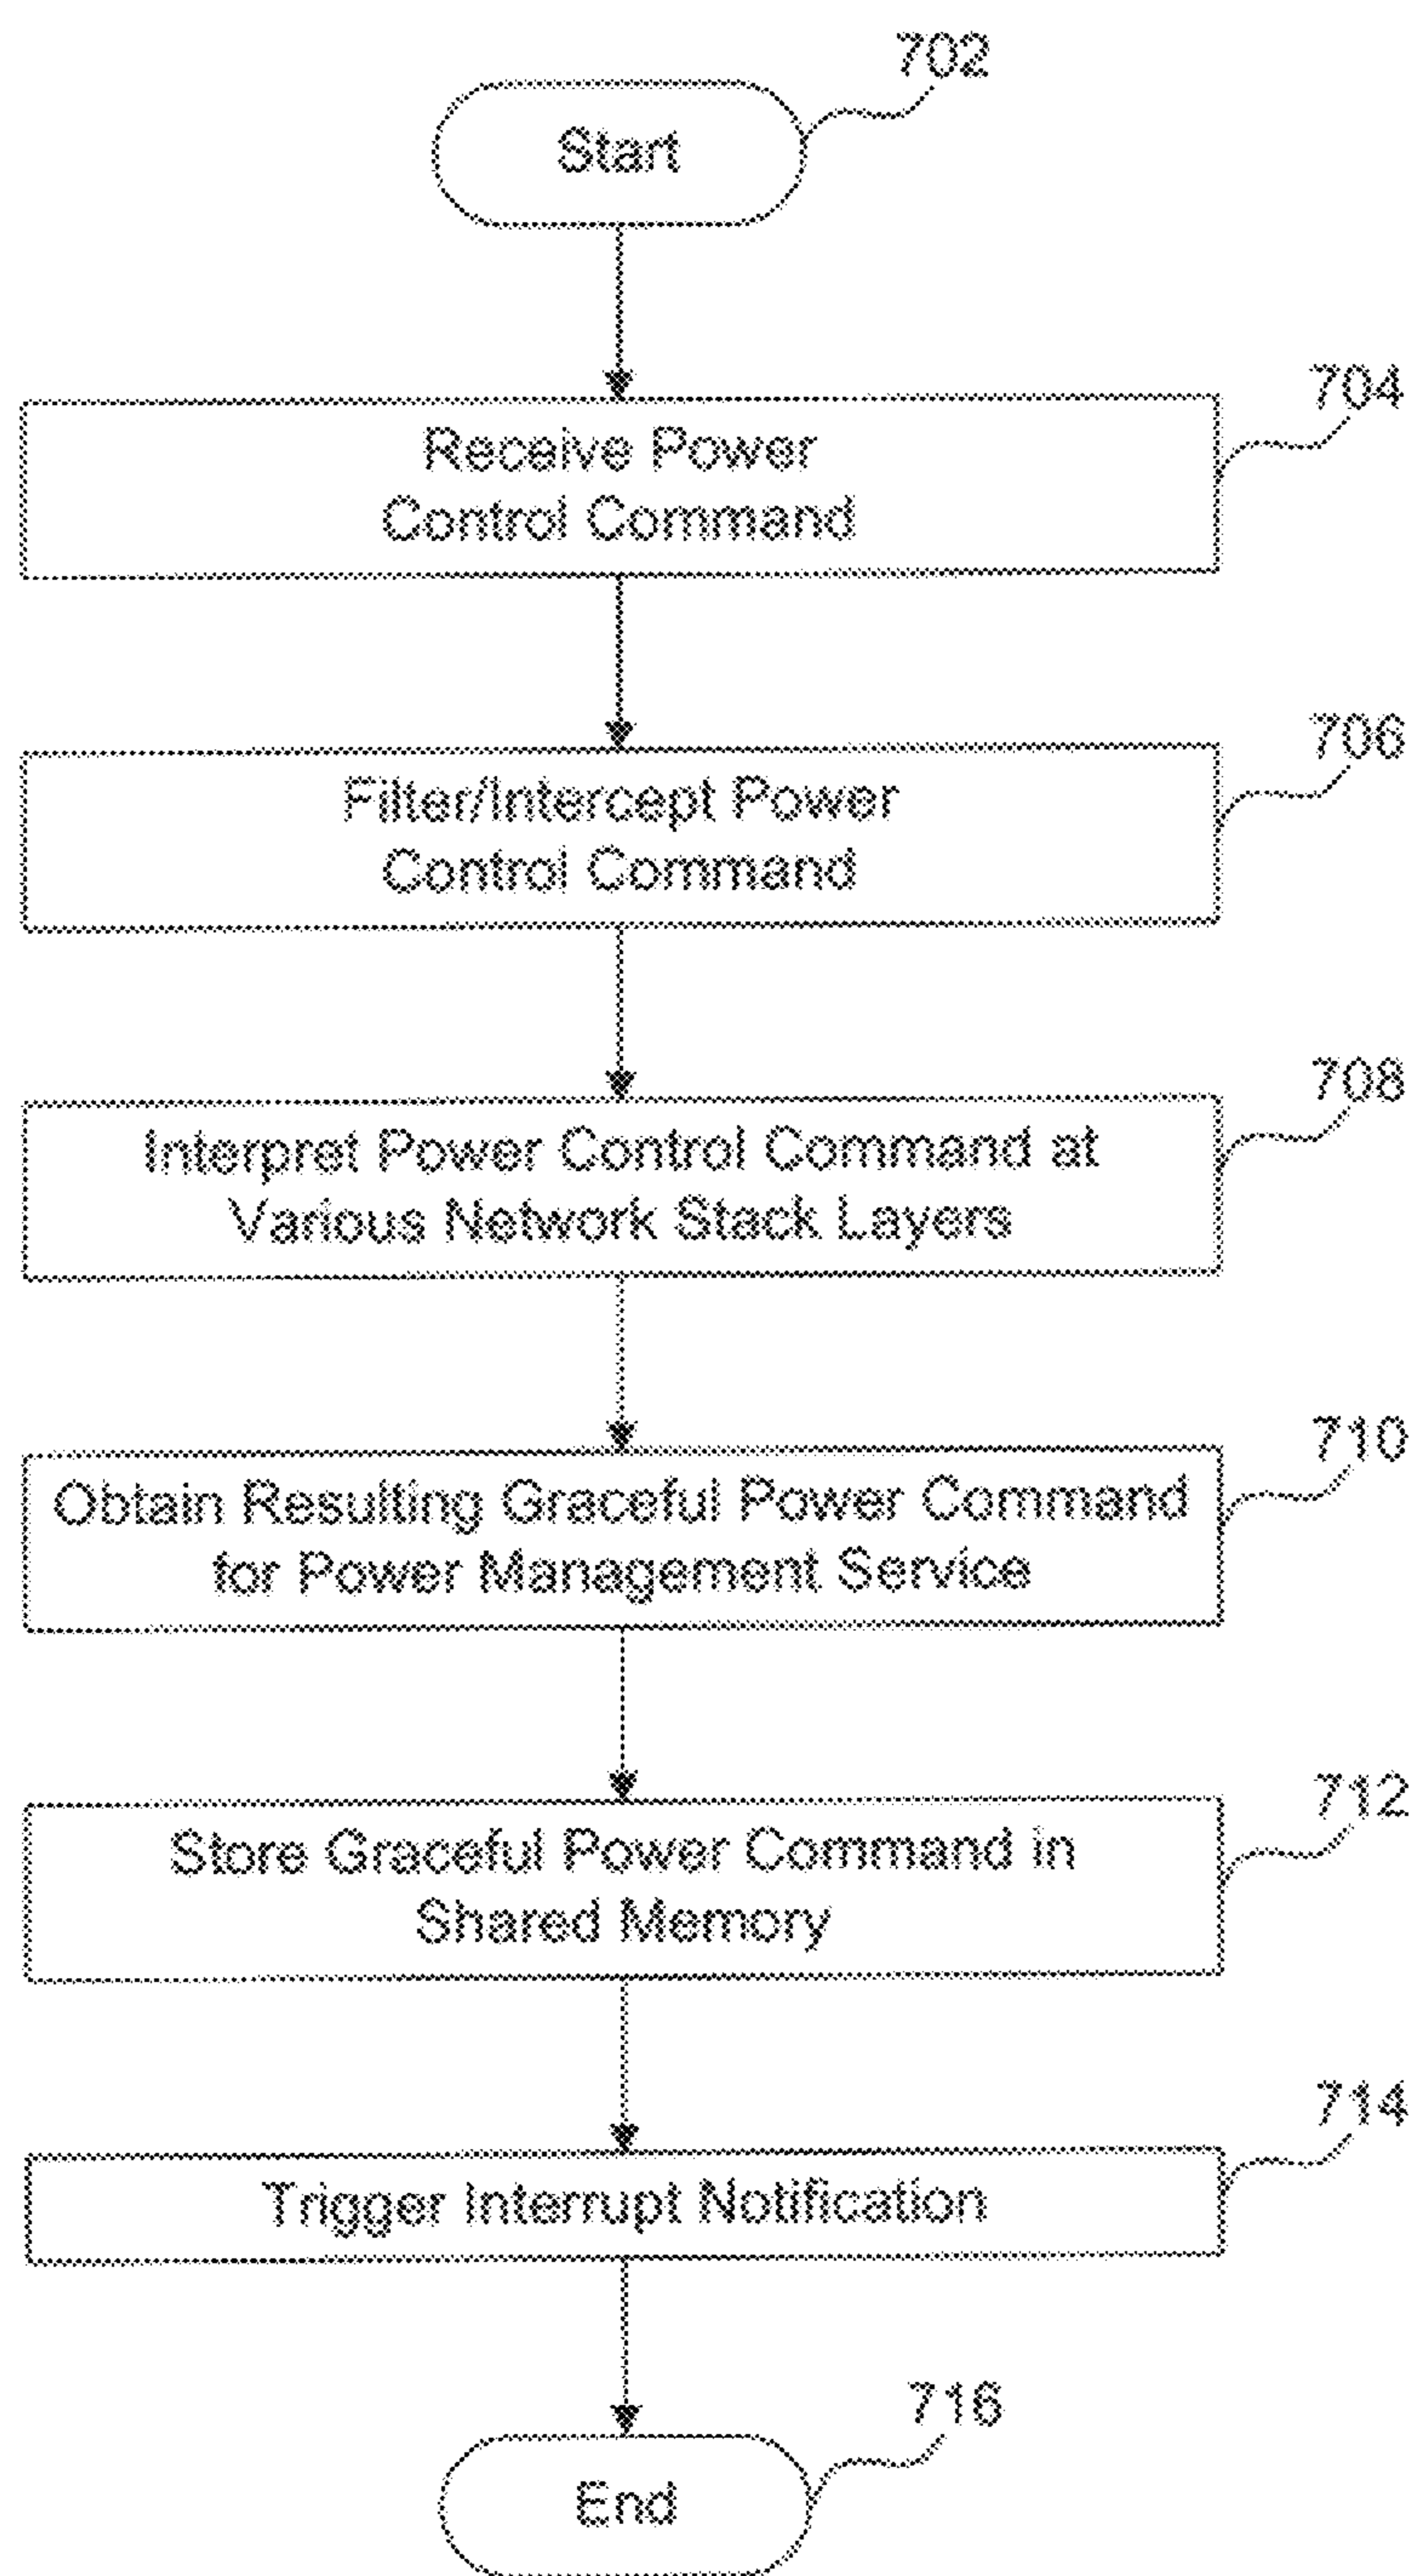 702
Start
704
Receive Power
Control Command
706
Filter/Intercept Power
Control Command
708
Interpret Power Control Command at
Various Network Stack Layers
710
Obtain Resulting Graceful Power Command
for Power Management Service
712
Store Graceful Power Command in
Shared Memory
714
Trigger Interrupt Notification
716
End